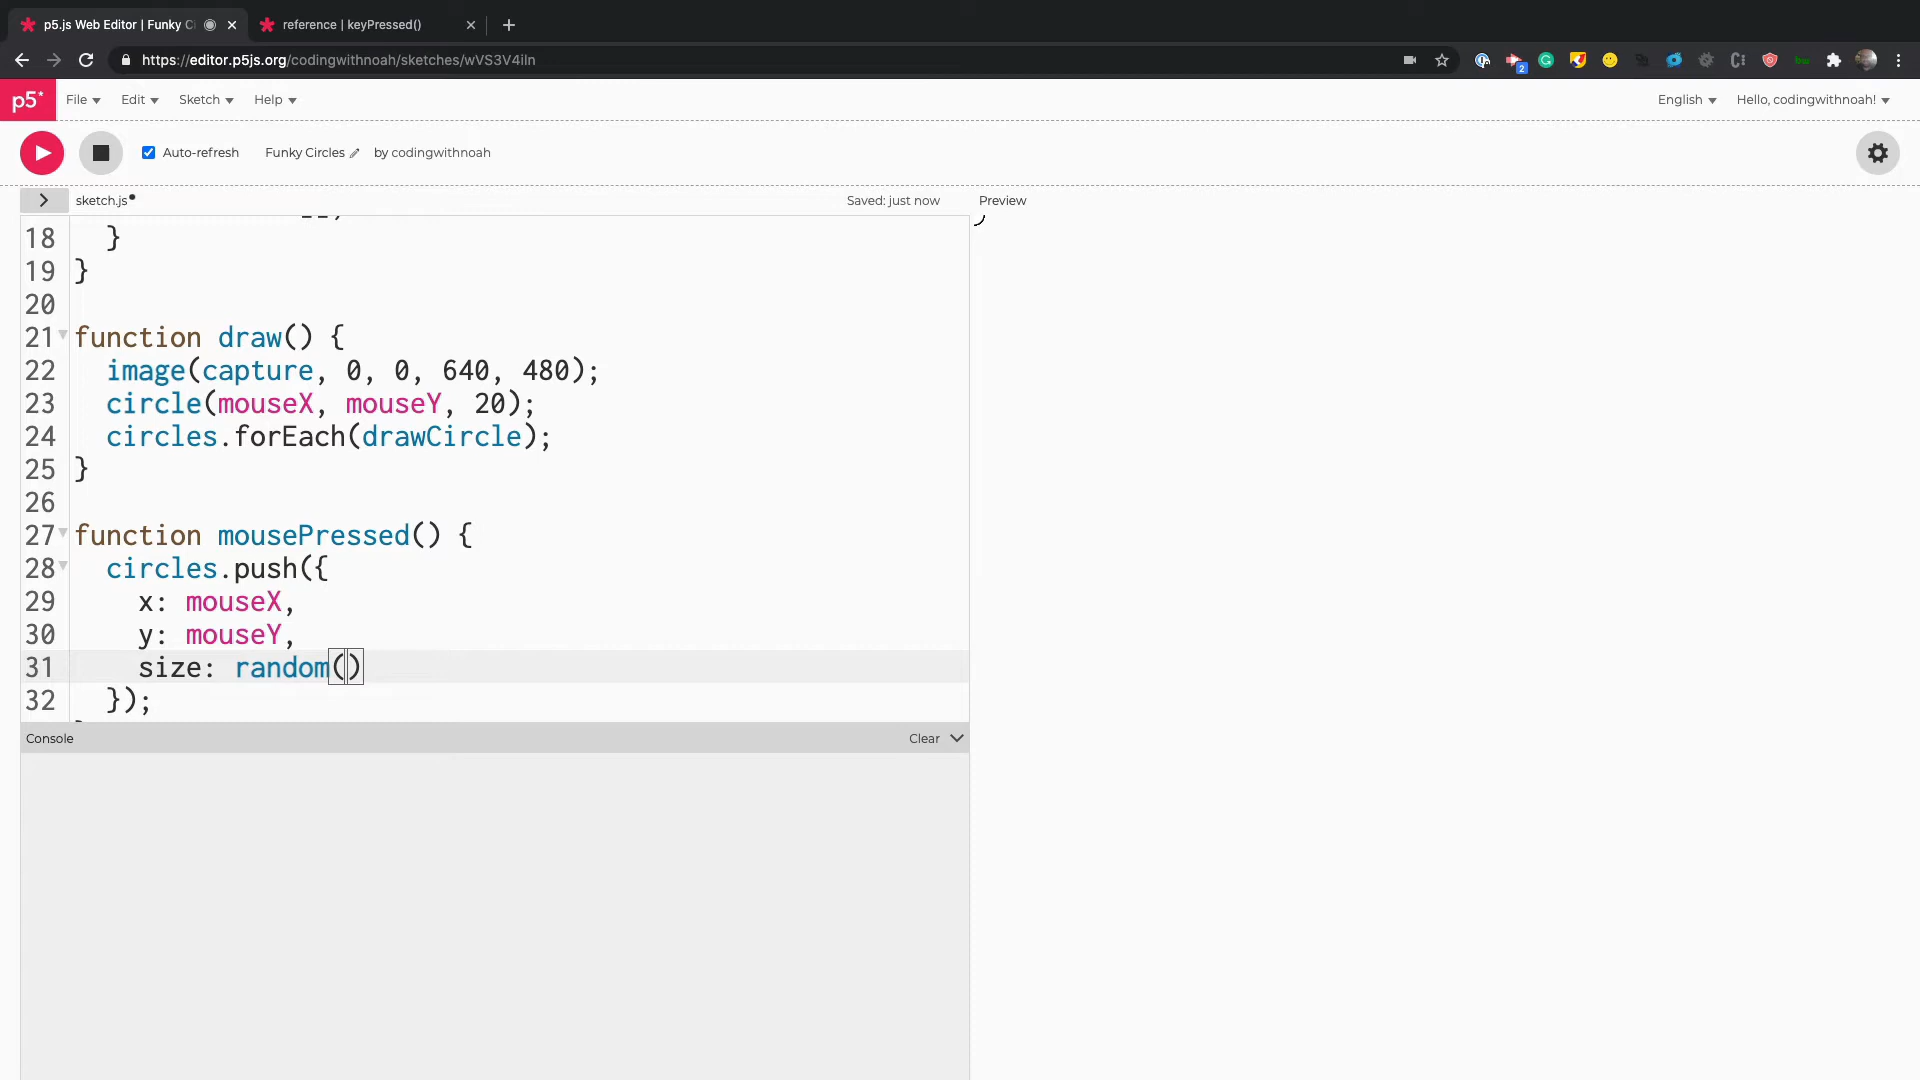 p5.js Web Editor | Funky Ci
reference | keyPressed()
https://editor.p5js.org/codingwithnoah/sketches/wVS3V4iln
2
p5*
File
Edit
Sketch
Help
English
Hello, codingwithnoah!
Auto-refresh
Funky Circles
by codingwithnoah
sketch.js
Saved: just now
Preview
18 }
19 }
20
21 function draw() {
22 image(capture, 0, 0, 640, 480);
23 circle(mouseX, mouseY, 20);
24 circles.forEach(drawCircle);
25 }
26
27 function mousePressed() {
28 circles.push({
29 x: mouseX,
30 y: mouseY,
31 size: random()
32 });
Console
Clear